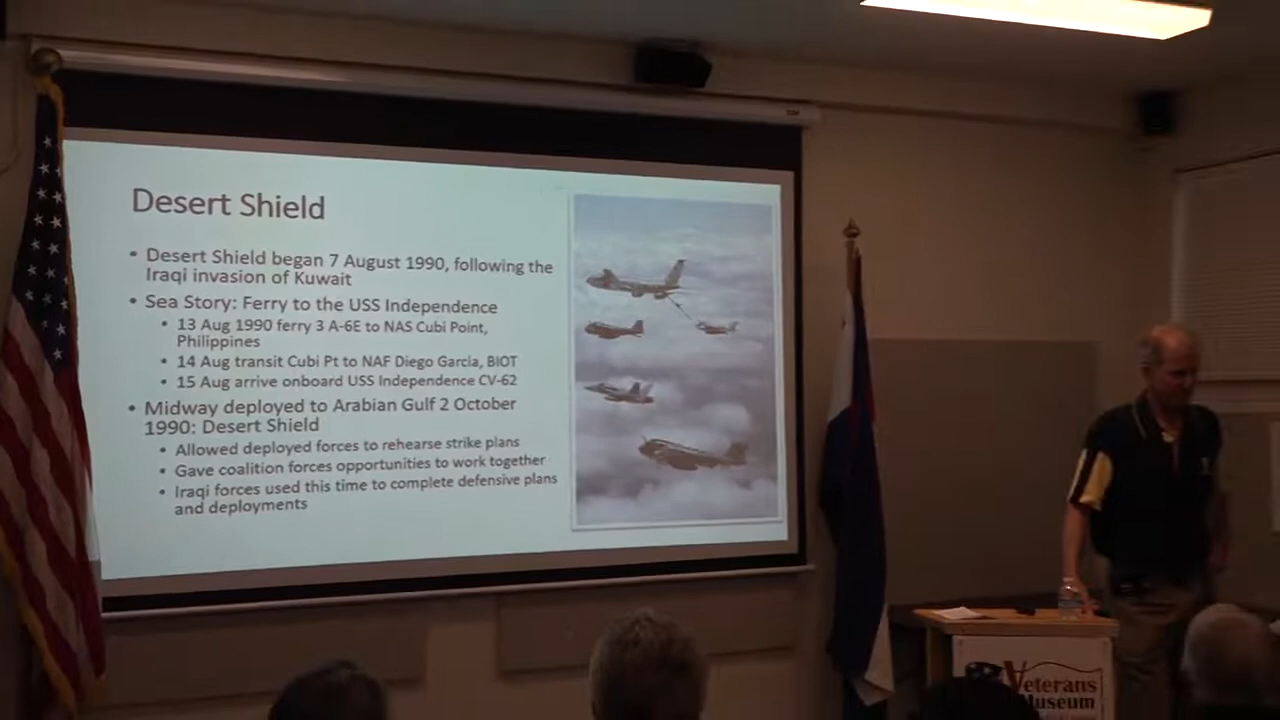 Desert Shield
• Desert Shield began 7 August 1990, following the
Iraqi invasion of Kuwait
• Sea Story: Ferry to the USS Independence
• 13 Aug 1990 ferry 3 A-6E to NAS Cubi Point,
Philippines
• 14 Aug transit Cubi Pt to NAF Diego Garcia, BIOT
• 15 Aug arrive onboard USS Independence CV-62
• Midway deployed to Arabian Gulf 2 October
1990: Desert Shield
• Allowed deployed forces to rehearse strike plans
• Gave coalition forces opportunities to work together
• Iraqi forces used this time to complete defensive plans
and deployments
Veterans
Museum